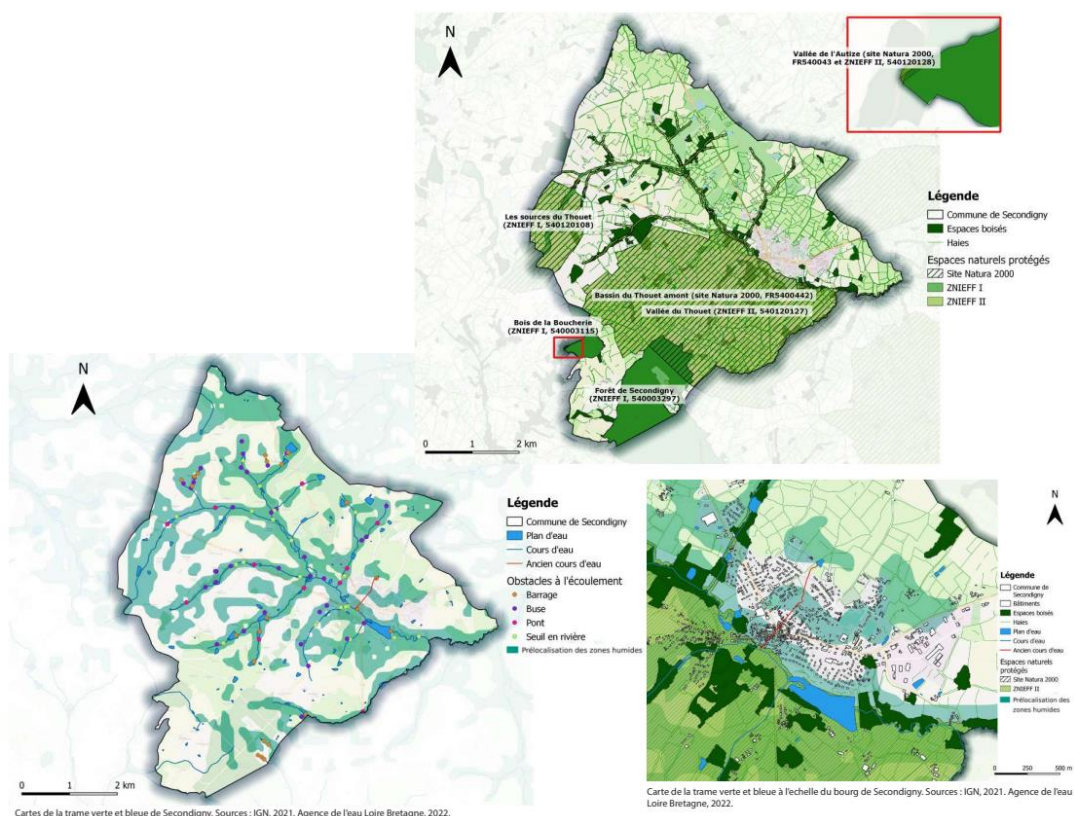 N
Vallée de l'Autize (site Natura 2000,
FR540043 et ZNIEFF II, 540120128)
Les sources du Thouet
(ZNIEFF I, 540120108)
Bassin du Thouet amont (site Natura 2000, FR5400442)
Vallée du Thouet (ZNIEFF II, 540120127)
Bois de la Boucherie
(ZNIEFF I, 540003115)
Forêt de Secondigny
(ZNIEFF I, 540003297)
0 1 2 km
Légende
Commune de Secondigny
Espaces boisés
Haies
Espaces naturels protégés
Site Natura 2000
ZNIEFF I
ZNIEFF II
N
0 1 2 km
Légende
Commune de Secondigny
Plan d'eau
Cours d'eau
Ancien cours d'eau
Obstacles à l'écoulement
Barrage
Buse
Pont
Seuil en rivière
Prélocalisation des zones humides
Cartes de la trame verte et bleue de Secondigny. Sources : IGN, 2021. Agence de l'eau Loire Bretagne, 2022.
N
Légende
Commune de
Secondigny
Bâtiments
Espaces boisés
Haies
Plan d'eau
Cours d'eau
Ancien cours d'eau
Espaces naturels
protégés
Site Natura 2000
ZNIEFF II
Prélocalisation des
zones humides
0 250 500 m
Carte de la trame verte et bleue à l'echelle du bourg de Secondigny. Sources : IGN, 2021. Agence de l'eau
Loire Bretagne, 2022.